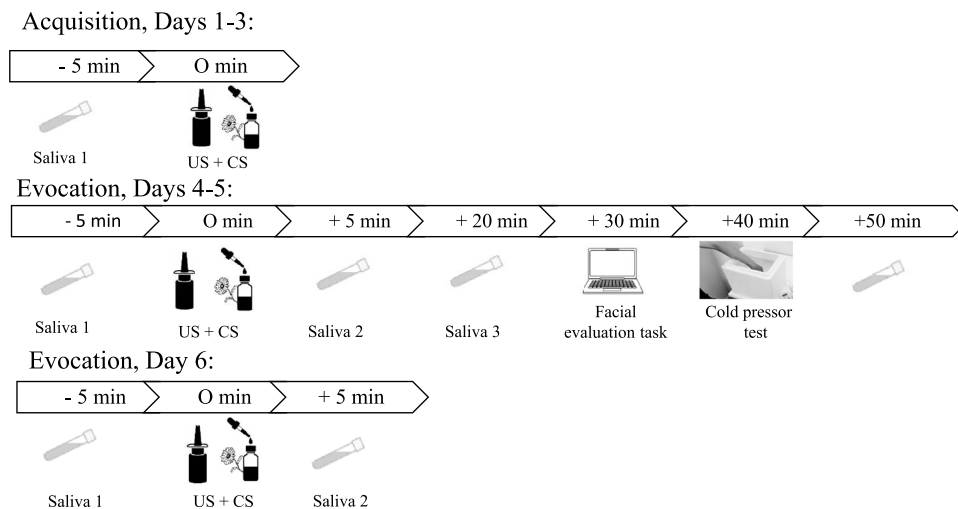 Acquisition, Days 1-3:
- 5 min O min
Saliva 1 US + CS
Evocation, Days 4-5:
- 5 min O min + 5 min + 20 min + 30 min +40 min +50 min
Saliva 1 US + CS Saliva 2 Saliva 3 Facial Cold pressor
evaluation task test
Evocation, Day 6:
- 5 min O min + 5 min
Saliva 1 US + CS Saliva 2